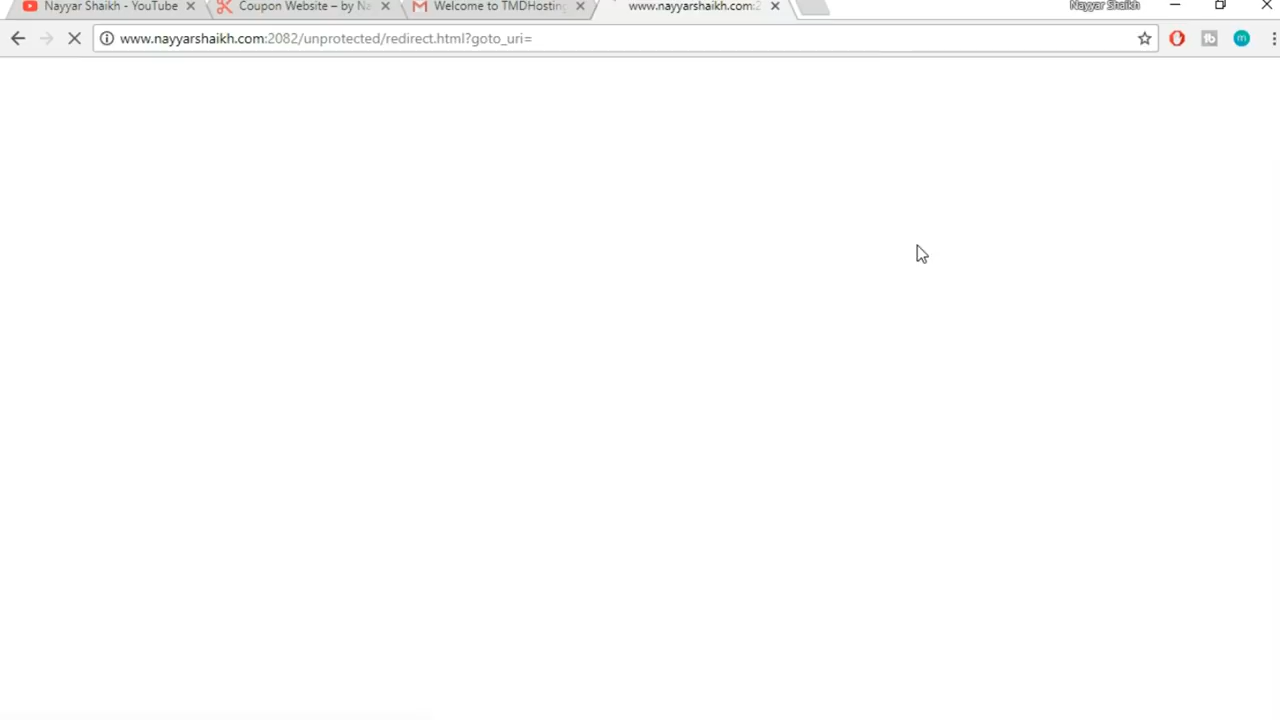 Nayyar Shaikh - YouTube
Coupon Website – by Na
Welcome to TMDHosting
www.nayyarshaikh.com:2
Nayyar Shaikh
www.nayyarshaikh.com:2082/unprotected/redirect.html?goto_uri=
fb
m